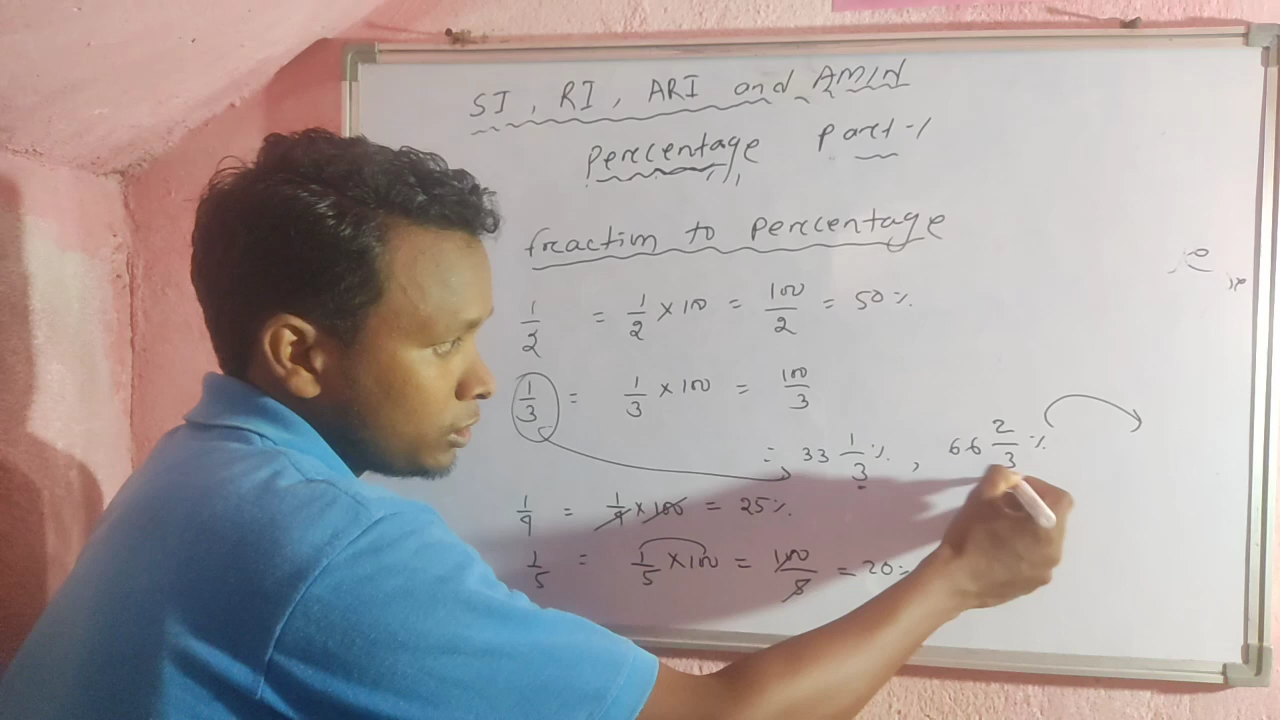 SI, RI, ARI and AMIN
Percentage Part-1
fraction to percentage
1/2 = 1/2 × 100 = 100/2 = 50%
1/3 = 1/3 × 100 = 100/3
= 33 1/3 %, 66 2/3 %
1/4 = 1/4 × 100 = 25%
1/5 = 1/5 × 100 = 100/5 = 20%